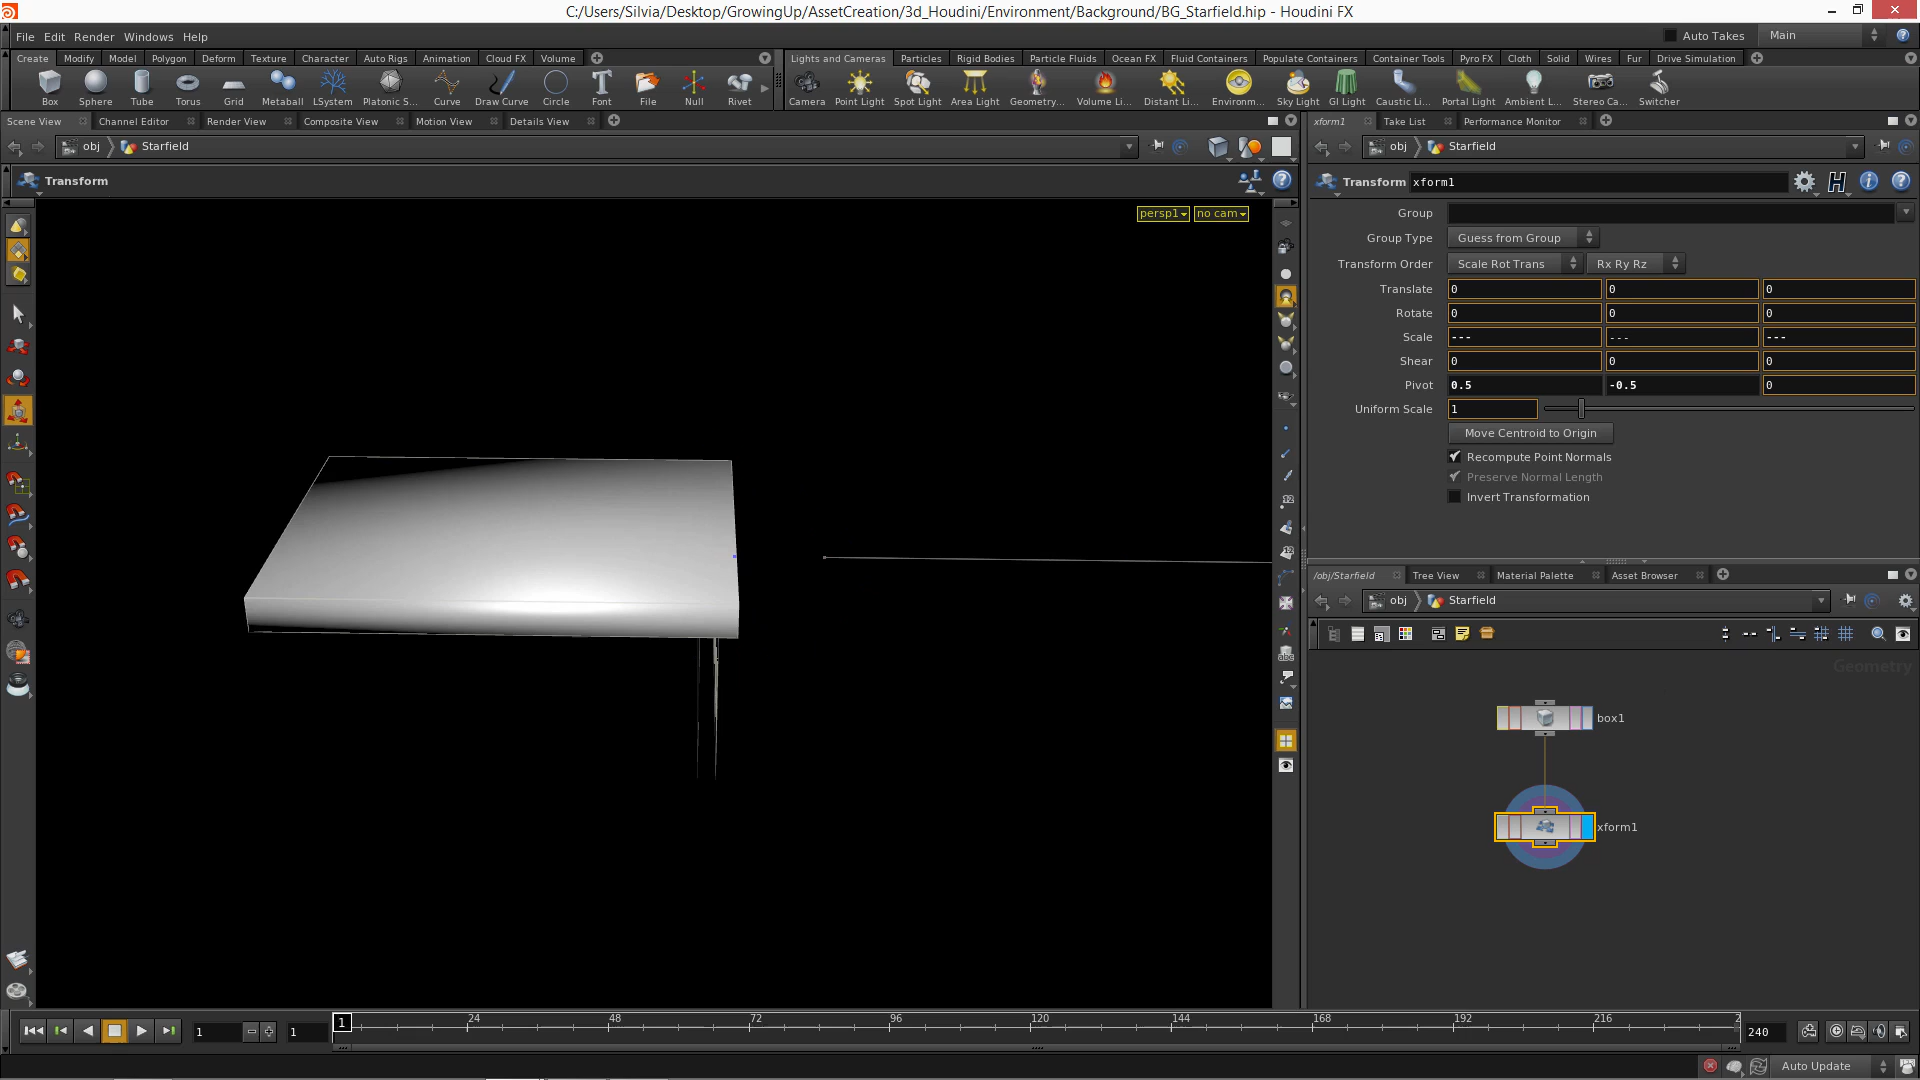 C:/Users/Silvia/Desktop/GrowingUp/AssetCreation/3d_Houdini/Environment/Background/BG_Starfield.hip - Houdini FX
File Edit Render Windows Help
Auto Takes Main
Create Modify Model Polygon Deform Texture Character Auto Rigs Animation Cloud FX Volume
Lights and Cameras Particles Rigid Bodies Particle Fluids Ocean FX Fluid Containers Populate Containers Container Tools Pyro FX Cloth Solid Wires Fur Drive Simulation
Box Sphere Tube Torus Grid Metaball LSystem Platonic S... Curve Draw Curve Circle Font File Null Rivet
Camera Point Light Spot Light Area Light Geometry... Volume Li... Distant Li... Environm... Sky Light GI Light Caustic Li... Portal Light Ambient L... Stereo Ca... Switcher
Scene View Channel Editor Render View Composite View Motion View Details View
xform1 Take List Performance Monitor
obj Starfield
obj Starfield
Transform
Transform xform1
persp1 no cam
Group
Group Type Guess from Group
Transform Order Scale Rot Trans Rx Ry Rz
Translate 0 0 0
Rotate 0 0 0
Scale --- --- ---
Shear 0 0 0
Pivot 0.5 -0.5 0
Uniform Scale 1
Move Centroid to Origin
Recompute Point Normals
Preserve Normal Length
Invert Transformation
/obj/Starfield Tree View Material Palette Asset Browser
obj Starfield
Geometry
box1
xform1
1 1 1 24 48 72 96 120 144 168 192 216 2 240
Auto Update